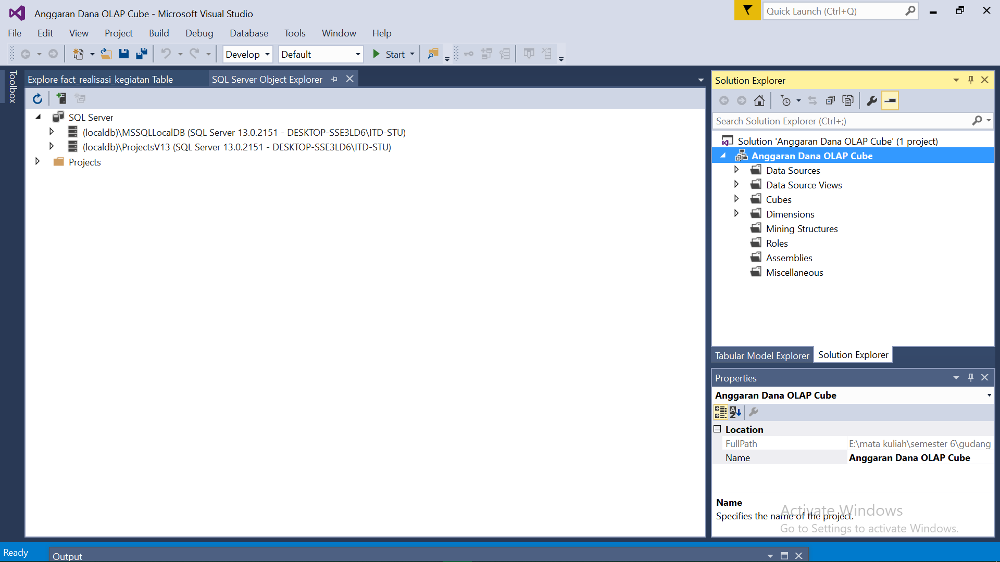 Anggaran Dana OLAP Cube - Microsoft Visual Studio
Quick Launch (Ctrl+Q)
File Edit View Project Build Debug Database Tools Window Help
Develop Default Start
Toolbox
Explore fact_realisasi_kegiatan Table
SQL Server Object Explorer
SQL Server
(localdb)\MSSQLLocalDB (SQL Server 13.0.2151 - DESKTOP-SSE3LD6\ITD-STU)
(localdb)\ProjectsV13 (SQL Server 13.0.2151 - DESKTOP-SSE3LD6\ITD-STU)
Projects
Solution Explorer
Search Solution Explorer (Ctrl+;)
Solution 'Anggaran Dana OLAP Cube' (1 project)
Anggaran Dana OLAP Cube
Data Sources
Data Source Views
Cubes
Dimensions
Mining Structures
Roles
Assemblies
Miscellaneous
Tabular Model Explorer
Solution Explorer
Properties
Anggaran Dana OLAP Cube
Location
FullPath E:\mata kuliah\semester 6\gudang
Name Anggaran Dana OLAP Cube
Name
Specifies the name of the project.
Activate Windows
Go to Settings to activate Windows.
Ready
Output